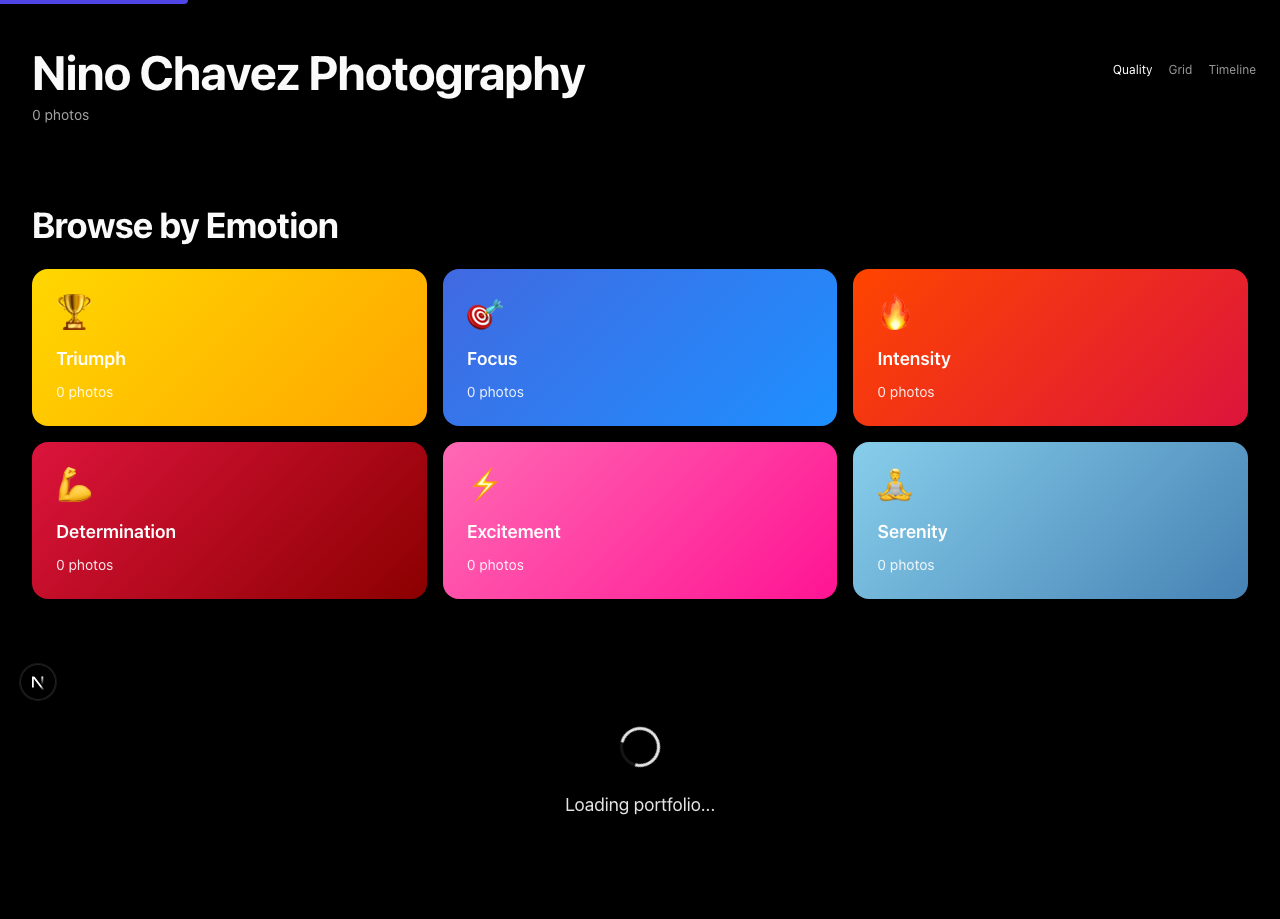 Nino Chavez Photography
0 photos
Quality Grid Timeline
Browse by Emotion
Triumph
0 photos
Focus
0 photos
Intensity
0 photos
Determination
0 photos
Excitement
0 photos
Serenity
0 photos
N
Loading portfolio...